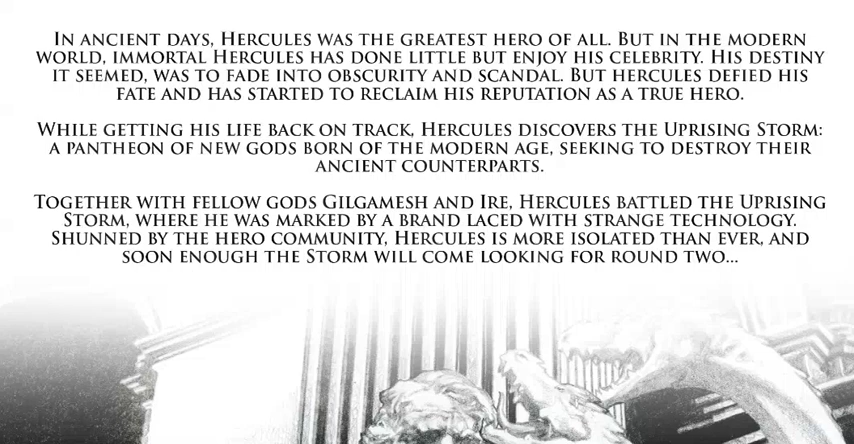 In ancient days, Hercules was the greatest hero of all. But in the modern
world, immortal Hercules has done little but enjoy his celebrity. His destiny
it seemed, was to fade into obscurity and scandal. But hercules defied his
fate and has started to reclaim his reputation as a true hero.
While getting his life back on track, Hercules discovers the Uprising Storm:
a pantheon of new gods born of the modern age, seeking to destroy their
ancient counterparts.
Together with fellow gods Gilgamesh and Ire, Hercules battled the Uprising
Storm, where he was marked by a brand laced with strange technology.
Shunned by the hero community, Hercules is more isolated than ever, and
soon enough the Storm will come looking for round two...